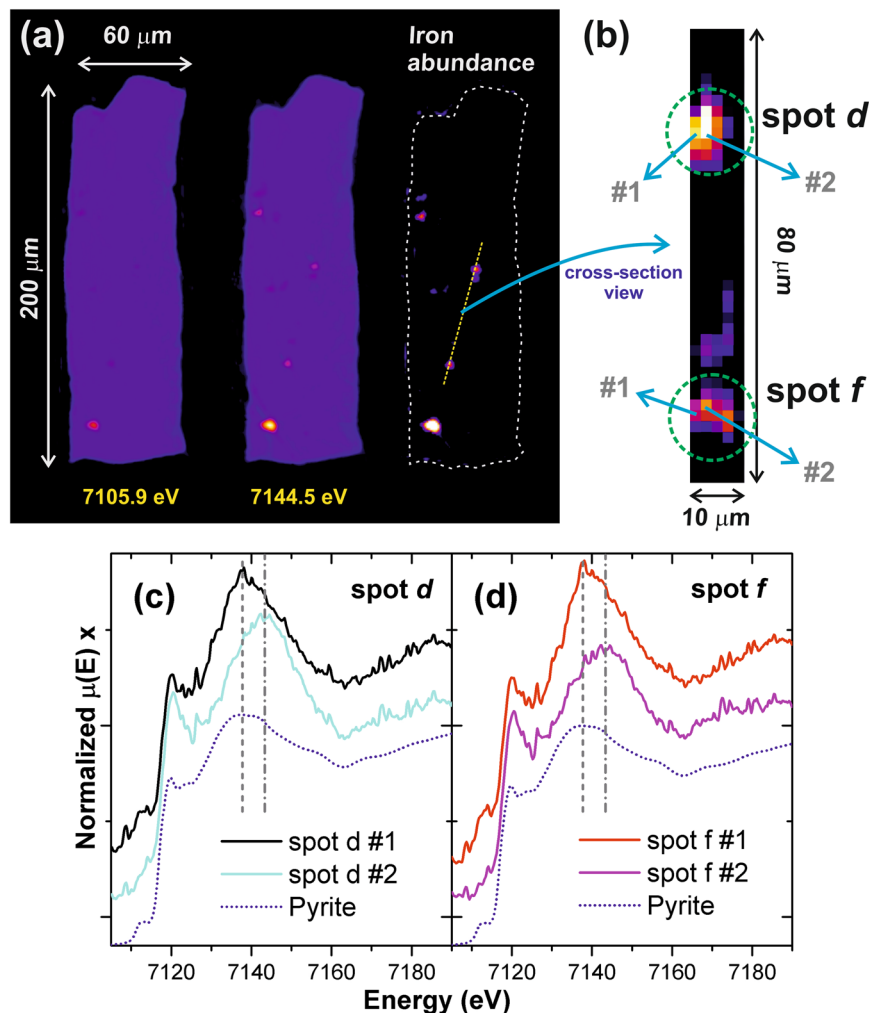 (a)
60 μm
Iron
abundance
200 μm
7105.9 eV
7144.5 eV
cross-section
view
(b)
spot d
#1
#2
80 μm
#1
spot f
#2
10 μm
(c)
spot d
(d)
spot f
Normalized μ(E) x
spot d #1
spot d #2
Pyrite
spot f #1
spot f #2
Pyrite
7120 7140 7160 7180 7120 7140 7160 7180
Energy (eV)